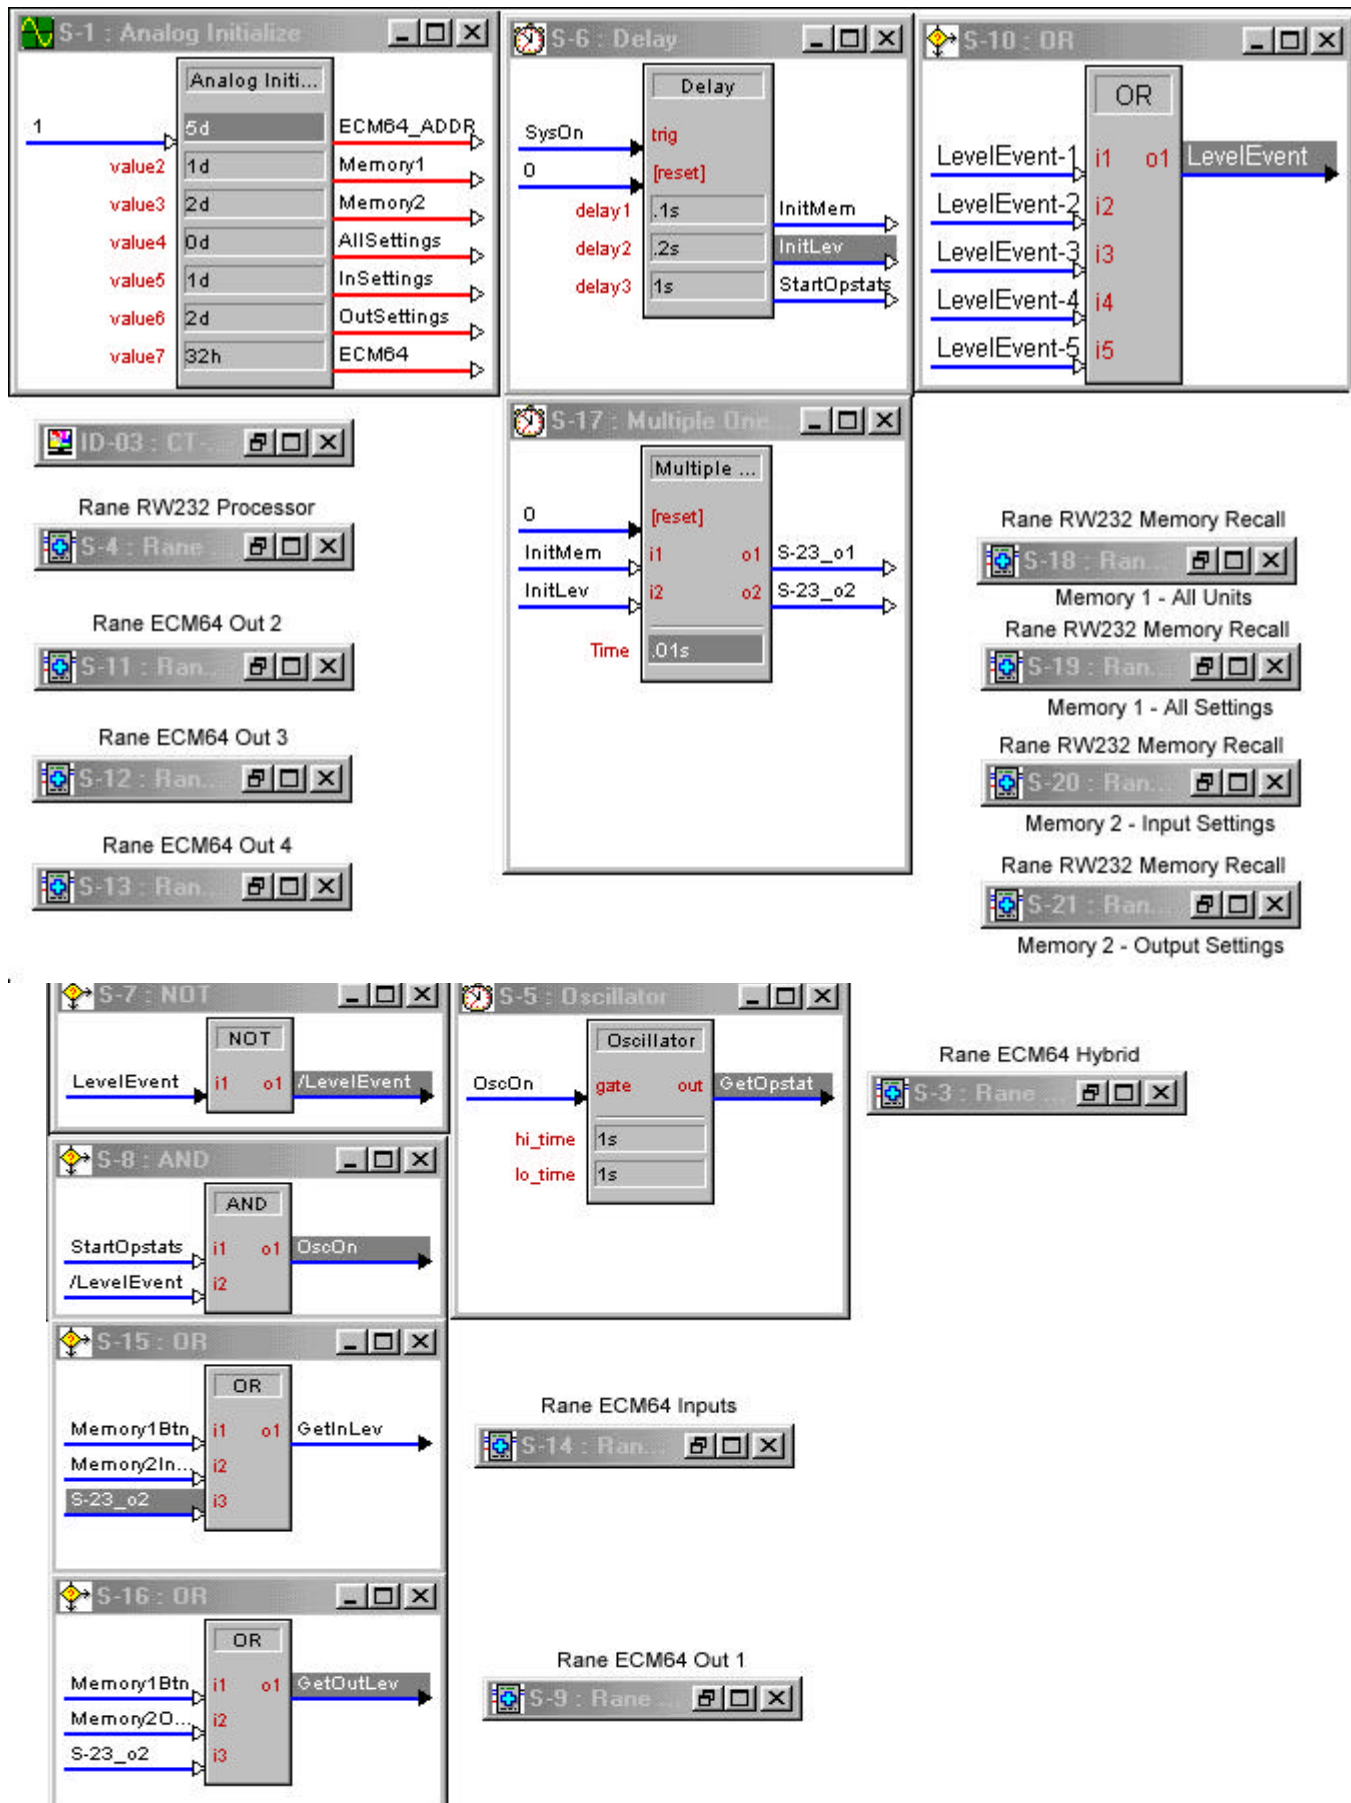 S-1 : Analog Initialize
Analog Initi...
1
5d
ECM64_ADDR
value2
1d
Memory1
value3
2d
Memory2
value4
0d
AllSettings
value5
1d
InSettings
value6
2d
OutSettings
value7
32h
ECM64
S-6 : Delay
Delay
SysOn
trig
0
[reset]
delay1
.1s
InitMem
delay2
.2s
InitLev
delay3
1s
StartOpstats
S-10 : OR
OR
LevelEvent-1
i1
o1
LevelEvent
LevelEvent-2
i2
LevelEvent-3
i3
LevelEvent-4
i4
LevelEvent-5
i5
ID-03 : CT-...
Rane RW232 Processor
S-4 : Rane
Rane ECM64 Out 2
S-11 : Ran...
Rane ECM64 Out 3
S-12 : Ran...
Rane ECM64 Out 4
S-13 : Ran...
S-17 : Multiple One
Multiple ...
0
[reset]
InitMem
i1
o1
S-23_o1
InitLev
i2
o2
S-23_o2
Time
.01s
Rane RW232 Memory Recall
S-18 : Ran...
Memory 1 - All Units
Rane RW232 Memory Recall
S-19 : Ran...
Memory 1 - All Settings
Rane RW232 Memory Recall
S-20 : Ran...
Memory 2 - Input Settings
Rane RW232 Memory Recall
S-21 : Ran...
Memory 2 - Output Settings
S-7 : NOT
NOT
LevelEvent
i1
o1
/LevelEvent
S-8 : AND
AND
StartOpstats
i1
o1
OscOn
/LevelEvent
i2
S-15 : OR
OR
Memory1Btn
i1
o1
GetInLev
Memory2In...
i2
S-23_o2
i3
S-16 : OR
OR
Memory1Btn
i1
o1
GetOutLev
Memory2O...
i2
S-23_o2
i3
S-5 : Oscillator
Oscillator
OscOn
gate
out
GetOpstat
hi_time
1s
lo_time
1s
Rane ECM64 Hybrid
S-3 : Rane ...
Rane ECM64 Inputs
S-14 : Ran...
Rane ECM64 Out 1
S-9 : Rane ...